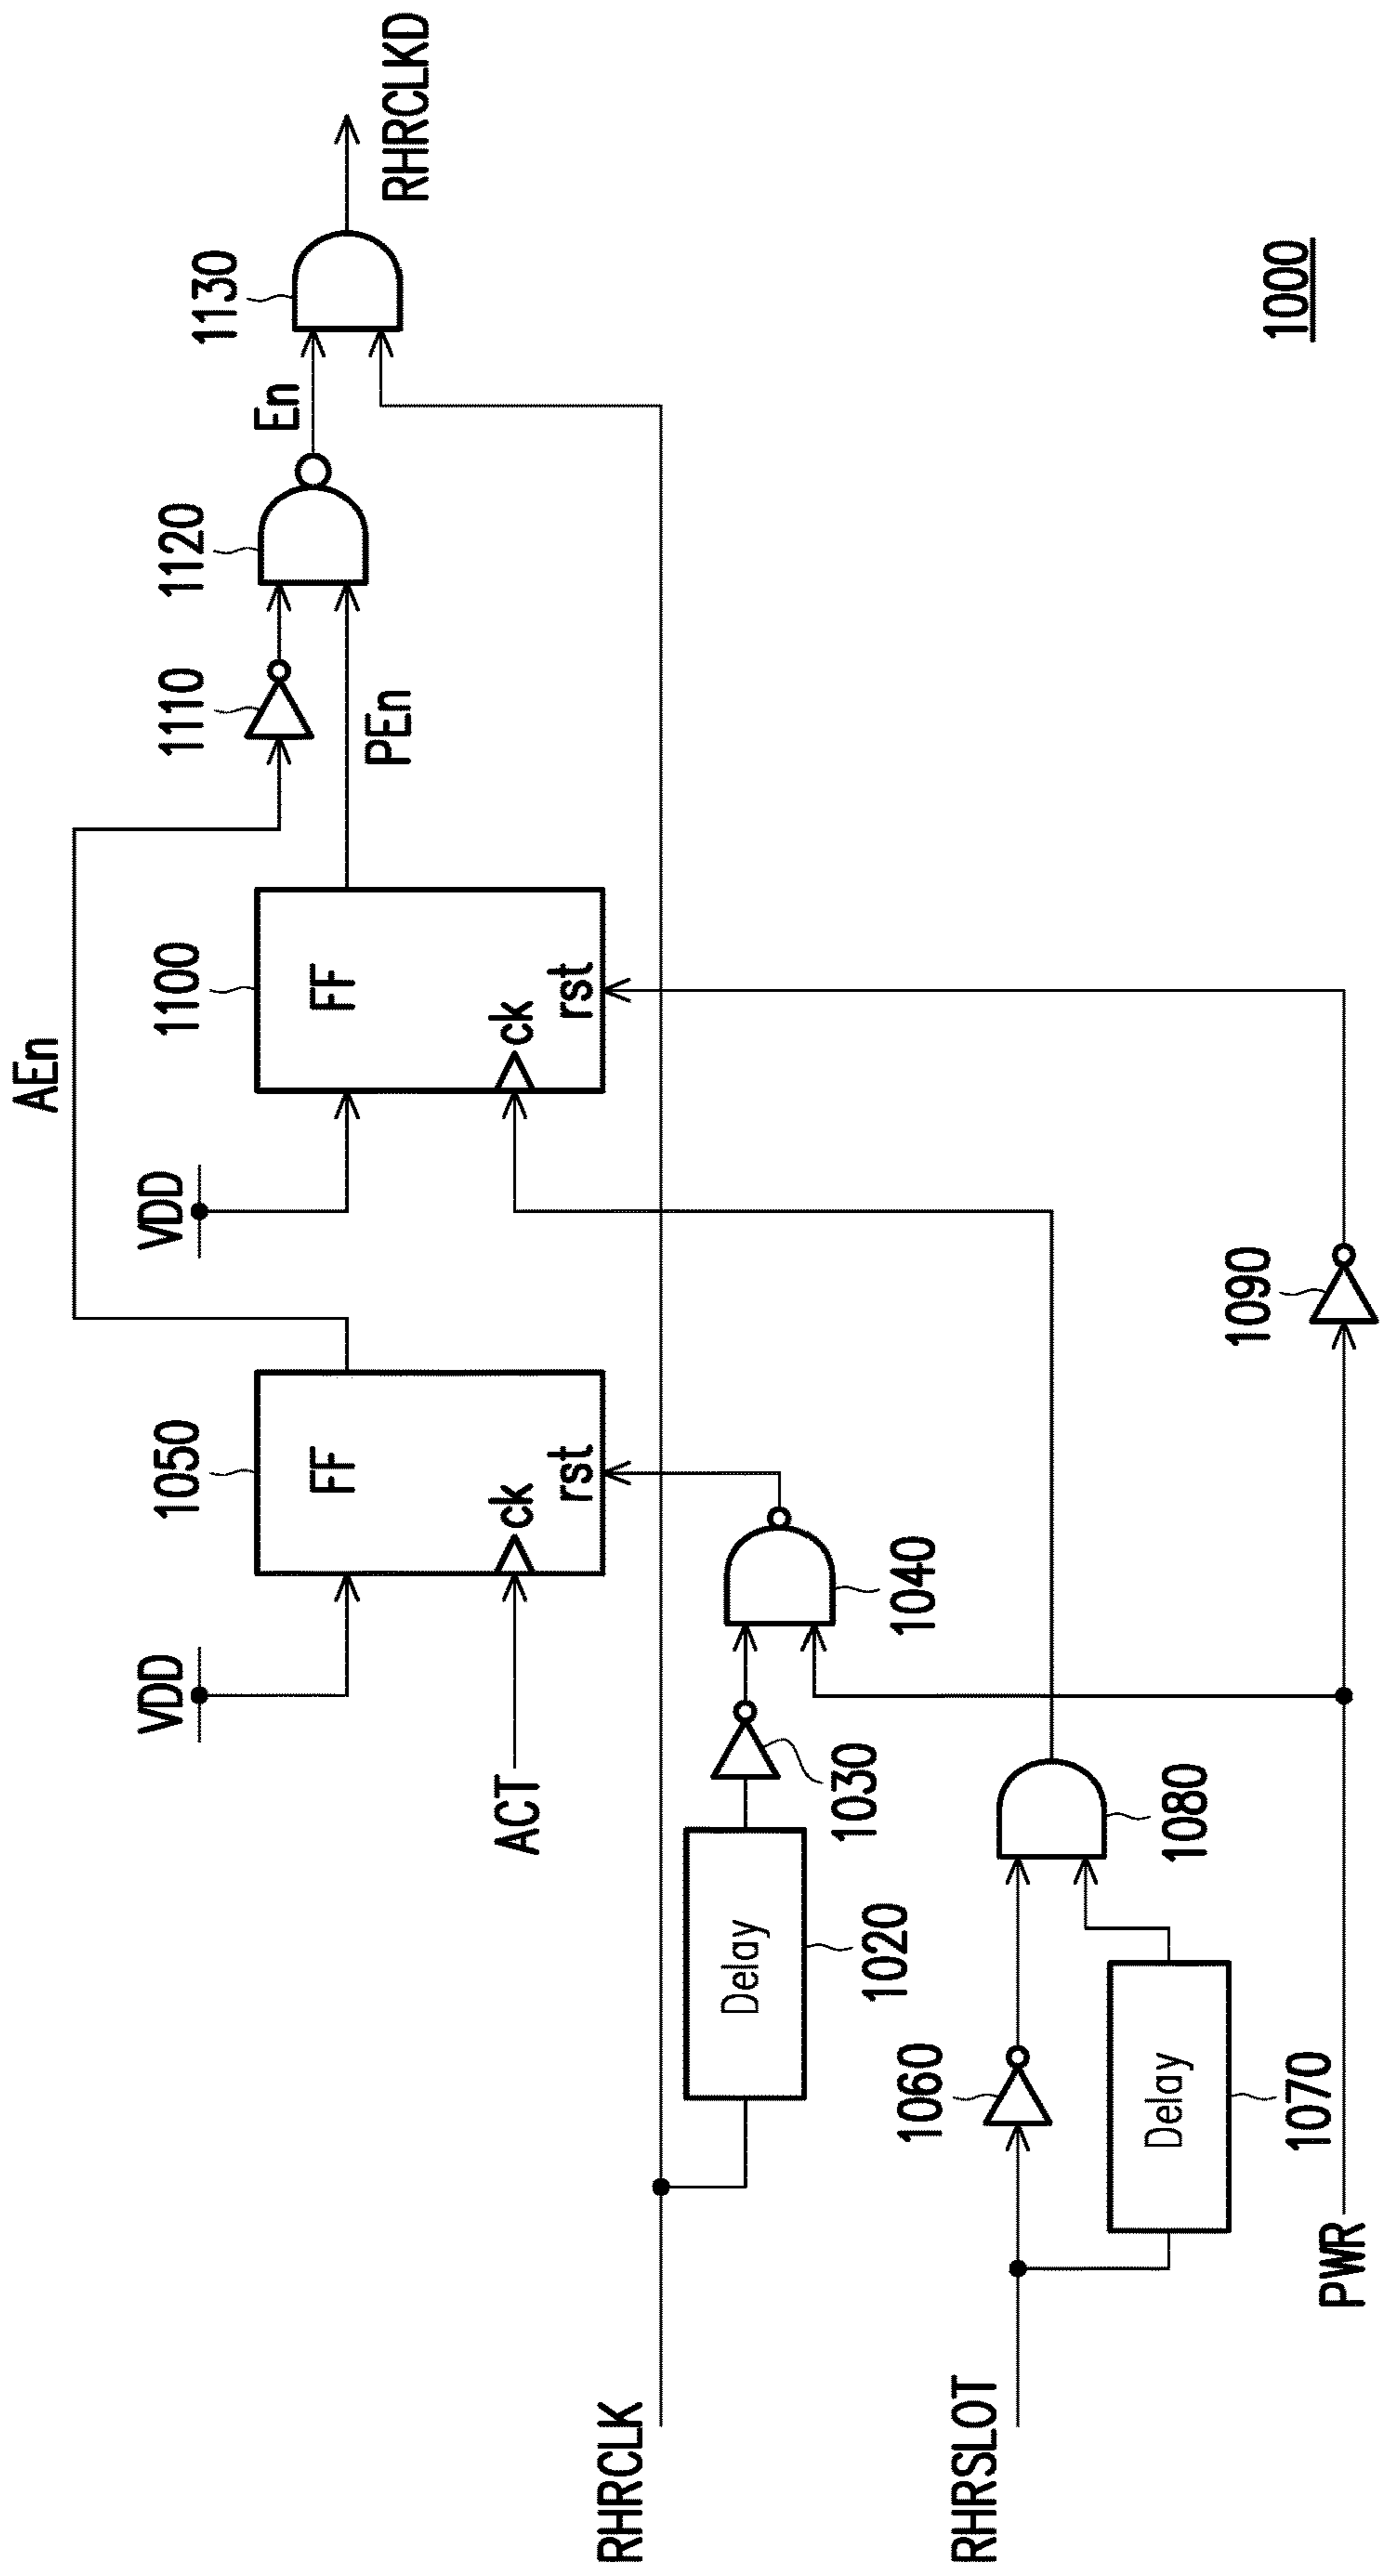 AEn
VDD
1050
VDD
1100
1110
1120
1130
FF
FF
En
ck
ck
PEn
RHRCLKD
ACT
rst
rst
RHRCLK
Delay
1020
1030
1040
RHRSLOT
1060
Delay
1070
1080
1090
PWR
1000